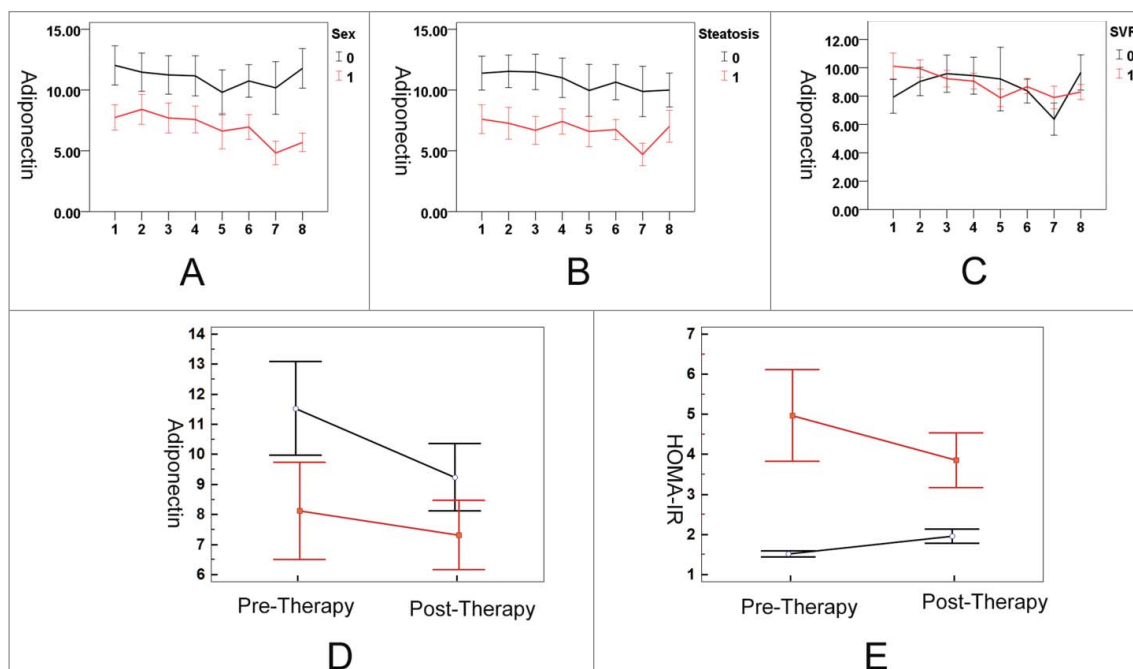 15.00
10.00
5.00
0.00
Adiponectin
1 2 3 4 5 6 7 8
Sex
0
1
A
15.00
10.00
5.00
0.00
Adiponectin
1 2 3 4 5 6 7 8
Steatosis
0
1
B
12.00
10.00
8.00
6.00
4.00
2.00
0.00
Adiponectin
1 2 3 4 5 6 7 8
SVR
0
1
C
14
13
12
11
10
9
8
7
6
Adiponectin
Pre-Therapy Post-Therapy
D
7
6
5
4
3
2
1
HOMA-IR
Pre-Therapy Post-Therapy
E